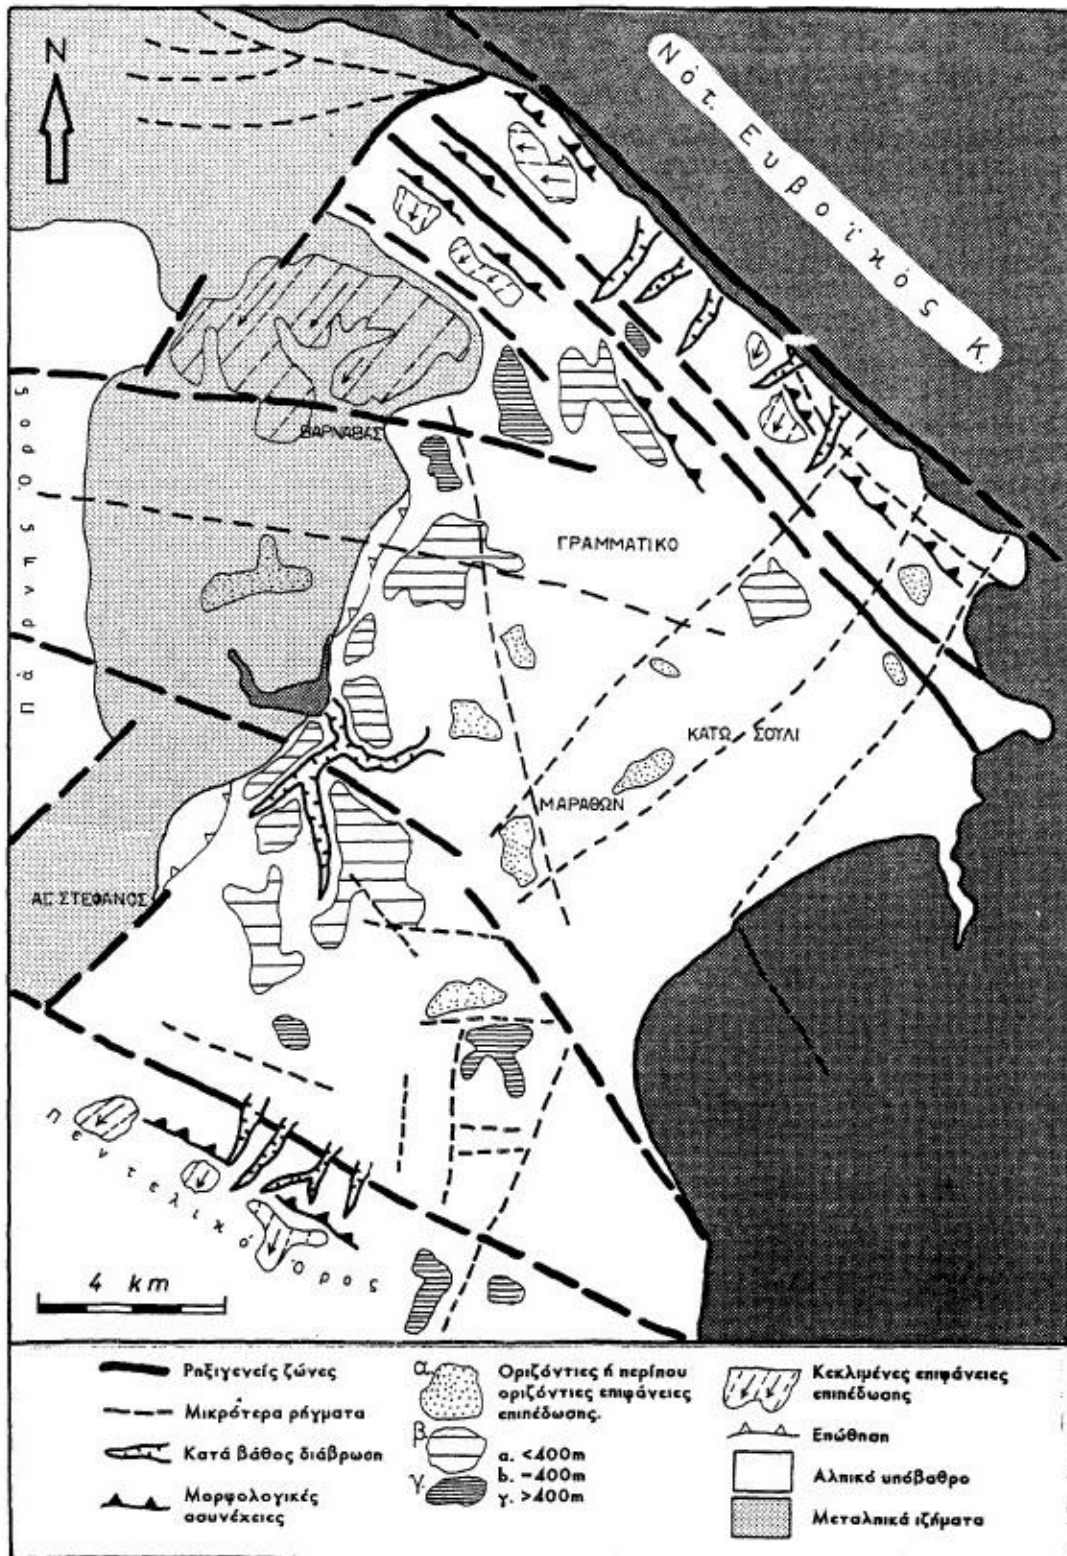 N
Νότ. Ευβοϊκός Κ.
ΒΑΡΝΑΒΑΣ
ΓΡΑΜΜΑΤΙΚΟ
ΚΑΤΩ ΣΟΥΛΙ
ΜΑΡΑΘΩΝ
ΑΓ. ΣΤΕΦΑΝΟΣ
Πεντελικό Όρος
4 km
Ρηξιγενείς ζώνες
Μικρότερα ρήγματα
Κατά βάθος διάβρωση
Μορφολογικές
ασυνέχειες
α.
β
γ.
Οριζόντιες ή περίπου
οριζόντιες επιφάνειες
επιπέδωσης.
a. <400m
b. ~400m
γ. >400m
Κεκλιμένες επιφάνειες
επιπέδωσης
Επώθηση
Αλπικό υπόβαθρο
Μεταλπικά ιζήματα